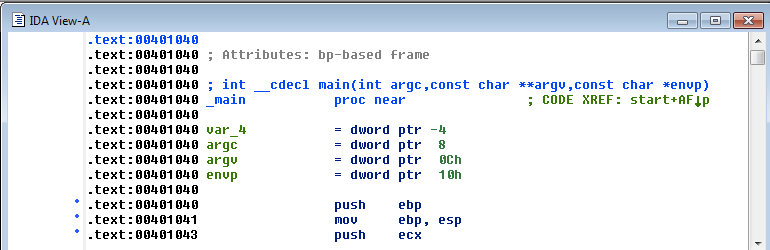 IDA View-A
.text:00401040
.text:00401040 ; Attributes: bp-based frame
.text:00401040
.text:00401040 ; int __cdecl main(int argc,const char **argv,const char *envp)
.text:00401040 _main proc near ; CODE XREF: start+AF↓p
.text:00401040
.text:00401040 var_4 = dword ptr -4
.text:00401040 argc = dword ptr 8
.text:00401040 argv = dword ptr 0Ch
.text:00401040 envp = dword ptr 10h
.text:00401040
.text:00401040 push ebp
.text:00401041 mov ebp, esp
.text:00401043 push ecx